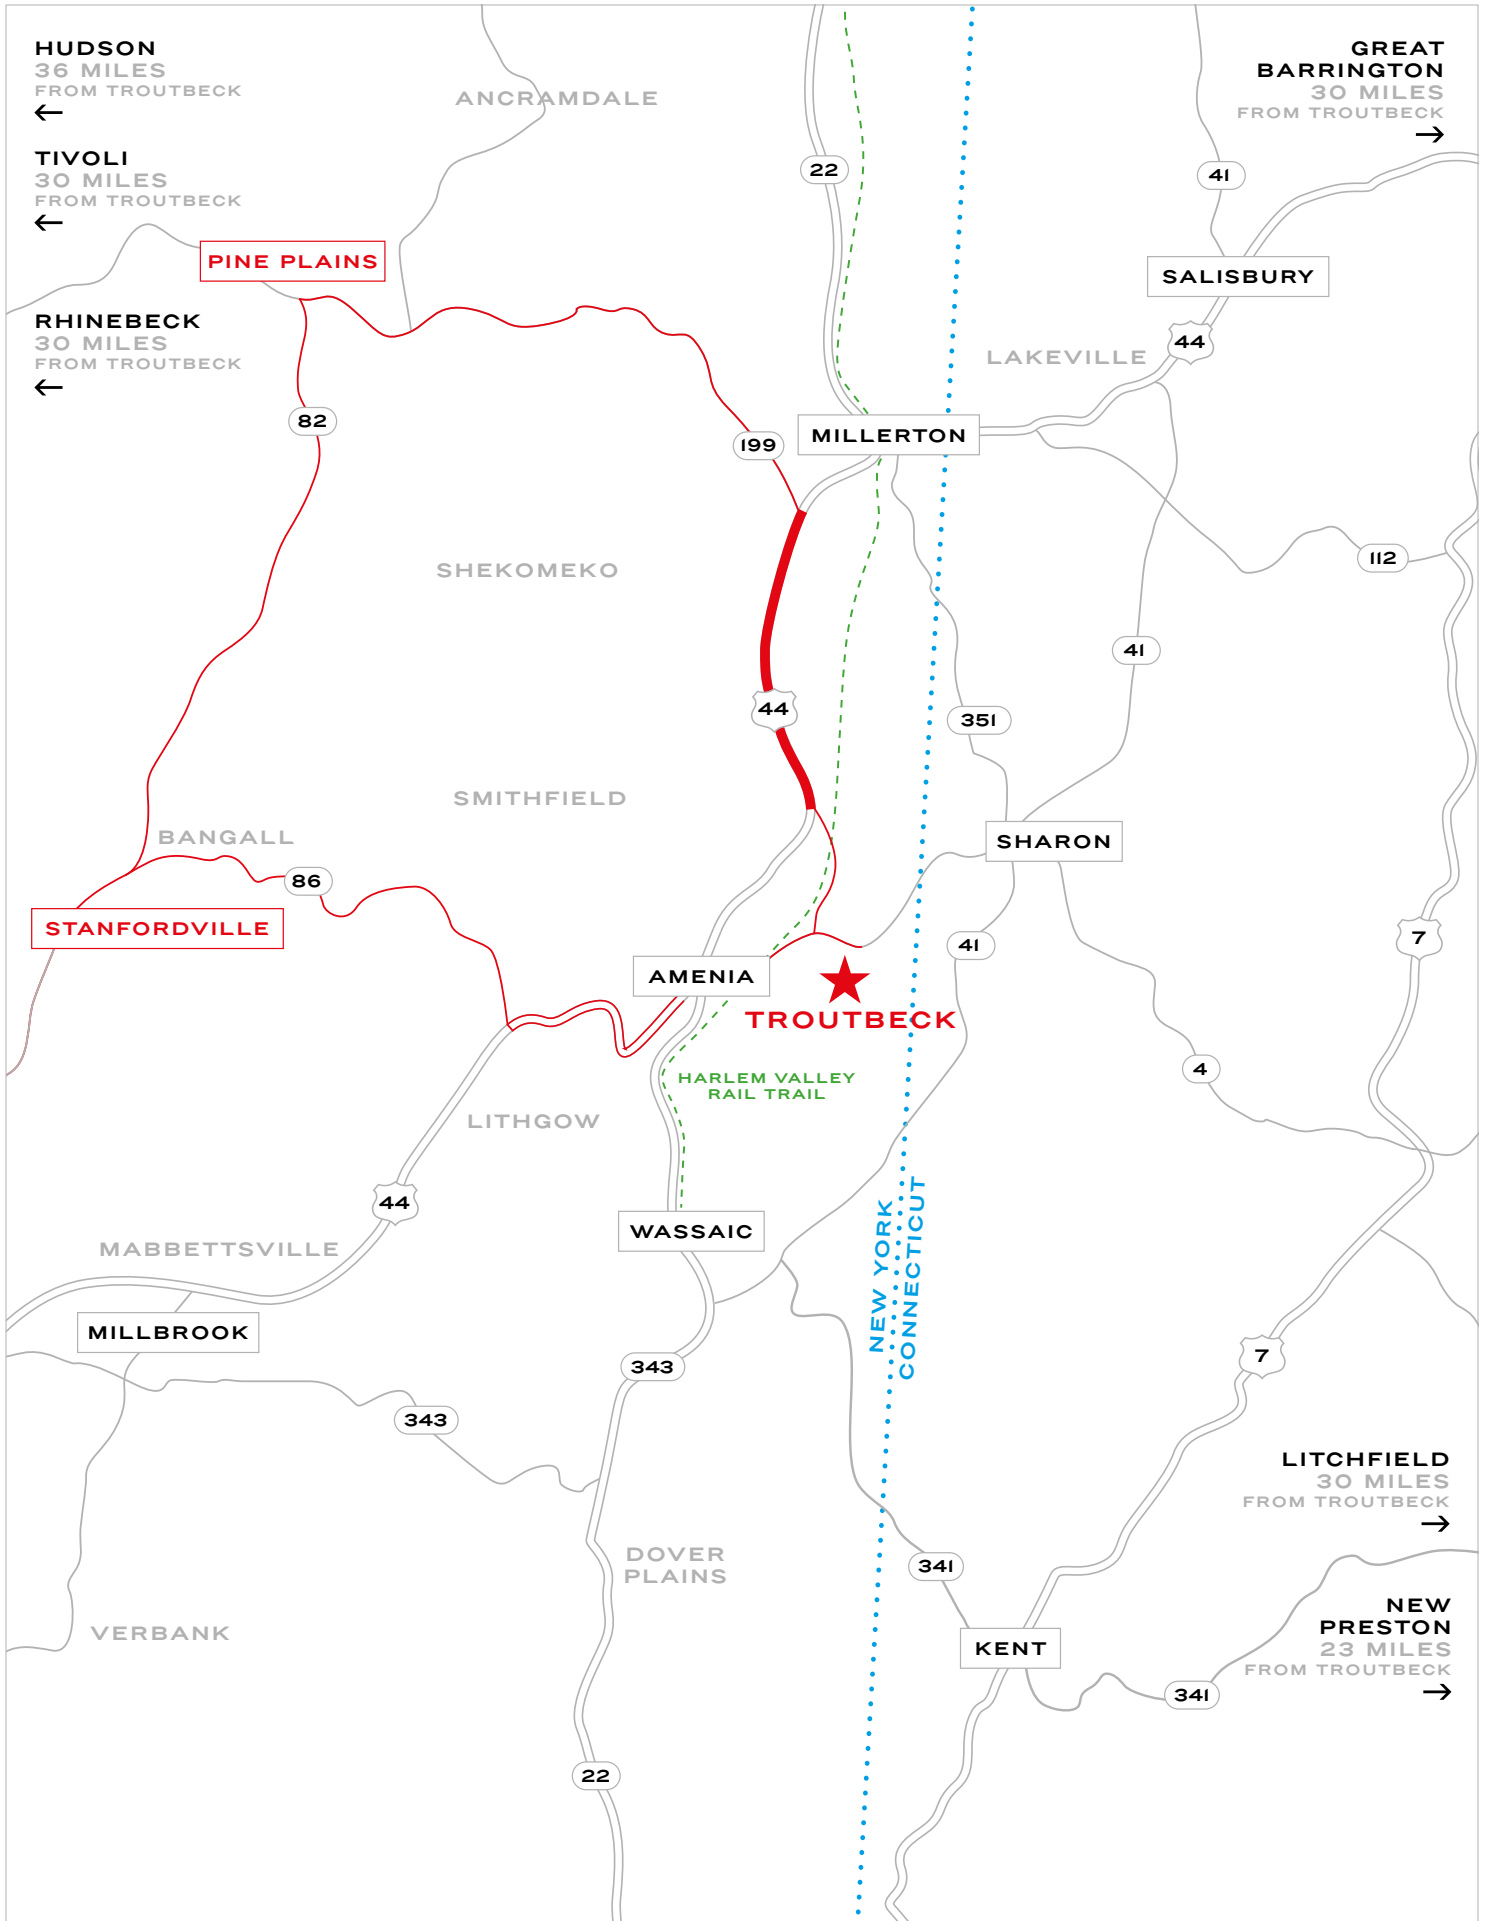 HUDSON
36 MILES
FROM TROUTBECK
←
TIVOLI
30 MILES
FROM TROUTBECK
←
ANCRAMDALE
GREAT
BARRINGTON
30 MILES
FROM TROUTBECK
→
22
41
PINE PLAINS
SALISBURY
RHINEBECK
30 MILES
FROM TROUTBECK
←
44
LAKEVILLE
82
199
MILLERTON
112
SHEKOMEKO
41
44
351
SMITHFIELD
BANGALL
SHARON
86
STANFORDVILLE
41
7
AMENIA
TROUTBECK
HARLEM VALLEY
RAIL TRAIL
4
LITHGOW
44
WASSAIC
MABBETTSVILLE
NEW YORK
CONNECTICUT
MILLBROOK
343
7
343
LITCHFIELD
30 MILES
FROM TROUTBECK
→
DOVER
PLAINS
341
NEW
PRESTON
23 MILES
FROM TROUTBECK
→
VERBANK
KENT
341
22